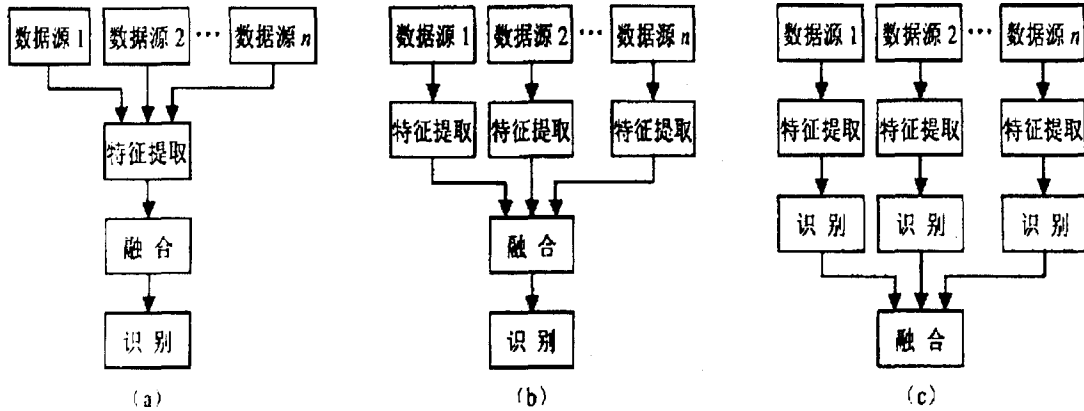 数据源 1 数据源 2 ··· 数据源 n
特征提取
融 合
识 别
(a)
数据源 1 数据源 2 ··· 数据源 n
特征提取 特征提取 特征提取
融 合
识 别
(b)
数据源 1 数据源 2 ··· 数据源 n
特征提取 特征提取 特征提取
识 别 识 别 识 别
融 合
(c)